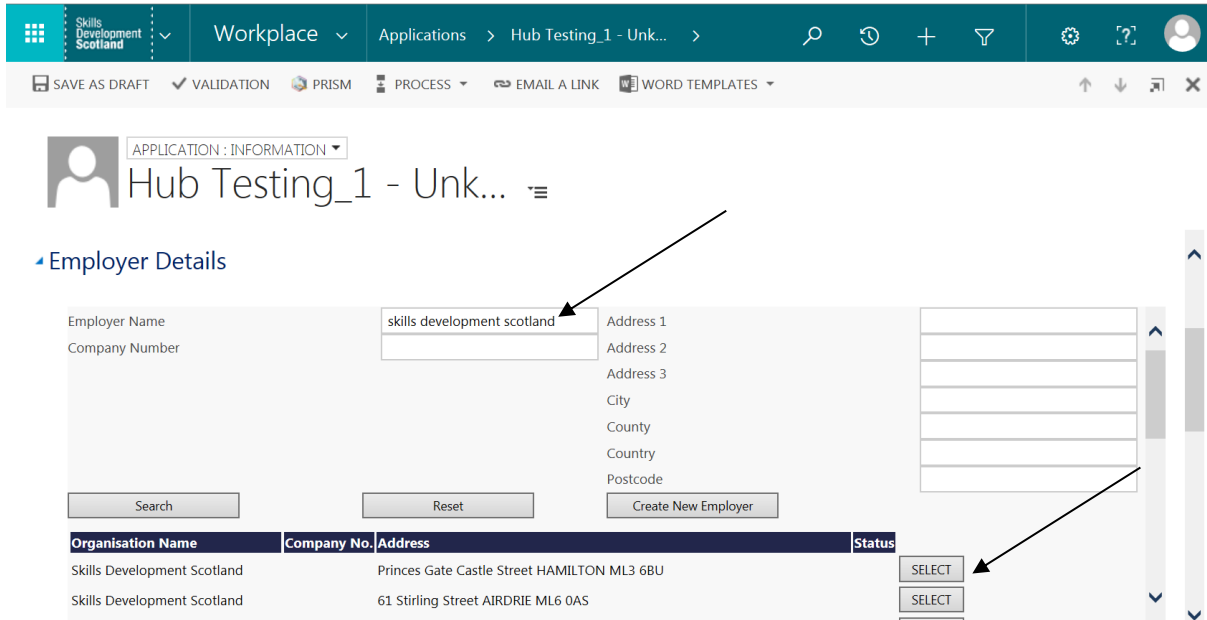 Skills
Development
Scotland
Workplace
Applications > Hub Testing_1 - Unk... >
[?]
SAVE AS DRAFT VALIDATION PRISM PROCESS EMAIL A LINK WORD TEMPLATES
APPLICATION : INFORMATION
Hub Testing_1 - Unk...
Employer Details
Employer Name skills development scotland Address 1
Company Number Address 2
Address 3
City
County
Country
Postcode
Search Reset Create New Employer
Organisation Name Company No. Address Status
Skills Development Scotland Princes Gate Castle Street HAMILTON ML3 6BU SELECT
Skills Development Scotland 61 Stirling Street AIRDRIE ML6 0AS SELECT